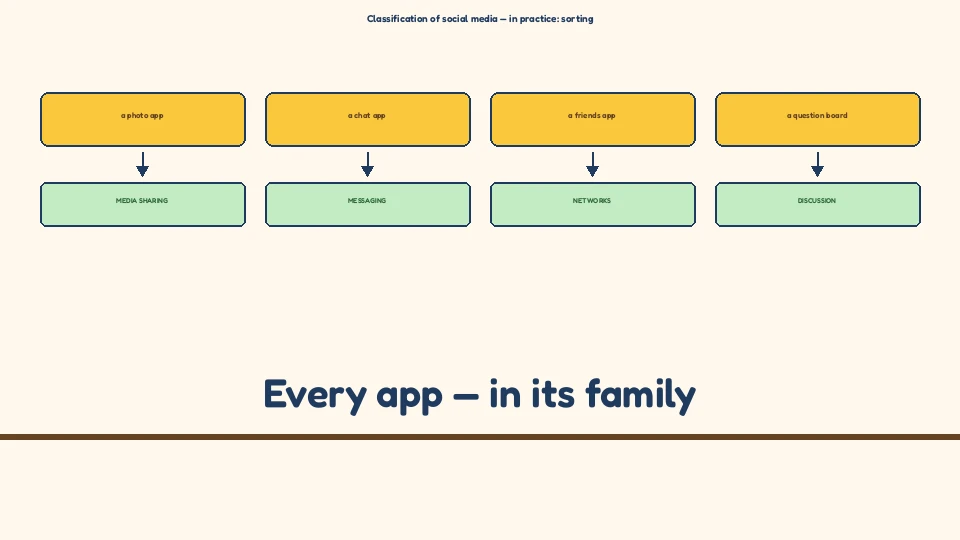 Classification of social media — in practice: sorting
a photo app
a chat app
a friends app
a question board
MEDIA SHARING
MESSAGING
NETWORKS
DISCUSSION
Every app — in its family